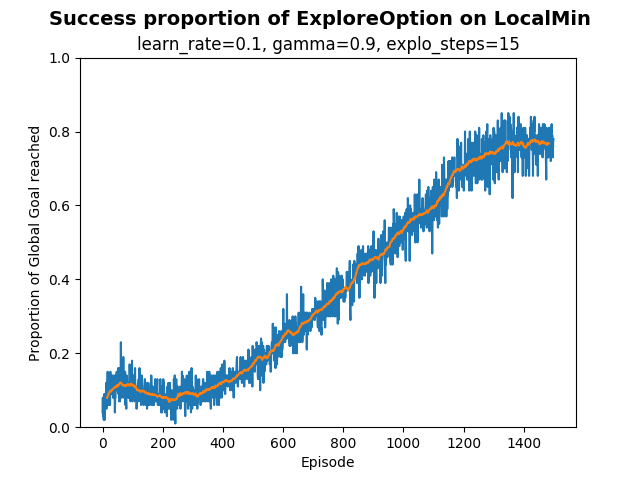 Success proportion of ExploreOption on LocalMin
learn_rate=0.1, gamma=0.9, explo_steps=15
Proportion of Global Goal reached
1.0
0.8
0.6
0.4
0.2
0.0
0 200 400 600 800 1000 1200 1400
Episode